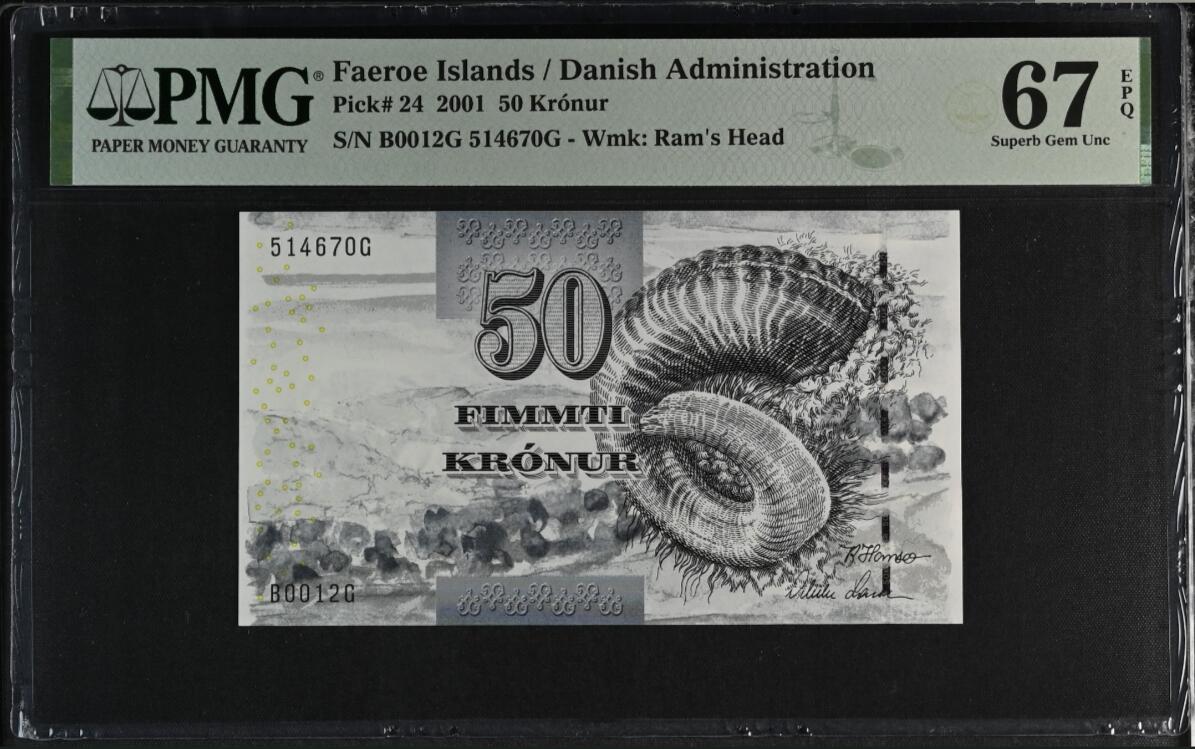 PMG®
PAPER MONEY GUARANTY
Faeroe Islands / Danish Administration
Pick# 24 2001 50 Krónur
S/N B0012G 514670G - Wmk: Ram's Head
67
EPQ
Superb Gem Unc
514670G
50
FIMMTI
KRÓNUR
B0012G